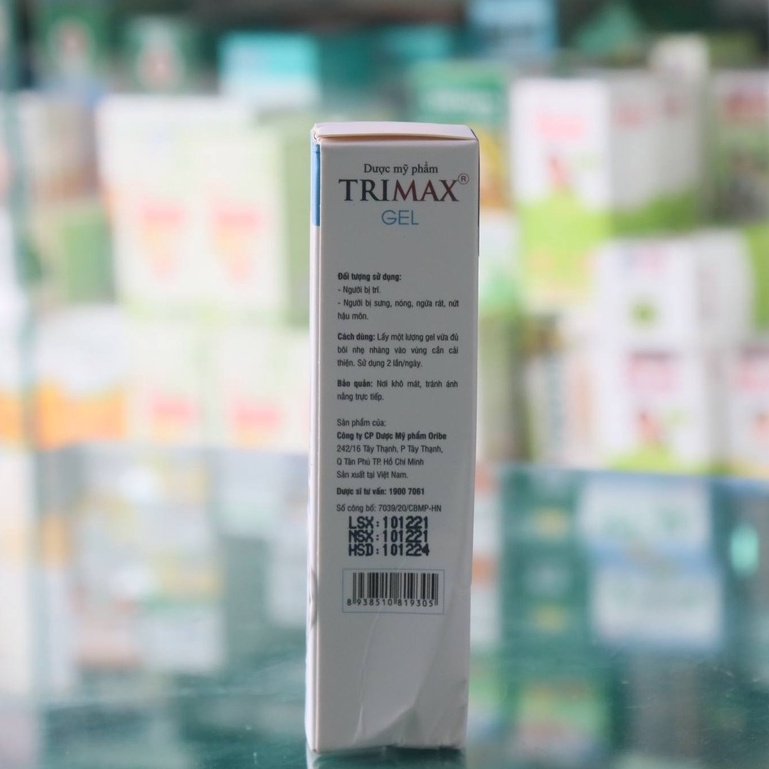 Dược mỹ phẩm
TRIMAX®
GEL
Đối tượng sử dụng:
- Người bị trĩ.
- Người bị sưng, nóng, ngứa rát, nứt
hậu môn.
Cách dùng: Lấy một lượng gel vừa đủ
bôi nhẹ nhàng vào vùng cần cải
thiện. Sử dụng 2 lần/ngày.
Bảo quản: Nơi khô mát, tránh ánh
nắng trực tiếp.
Sản phẩm của:
Công ty CP Dược Mỹ phẩm Oribe
242/16 Tây Thạnh, P Tây Thạnh,
Q Tân Phú TP. Hồ Chí Minh
Sản xuất tại Việt Nam.
Dược sĩ tư vấn: 1900 7061
Số công bố: 7039/20/CBMP-HN
LSX: 101221
NSX: 101221
HSD: 101224
8 938510 819305